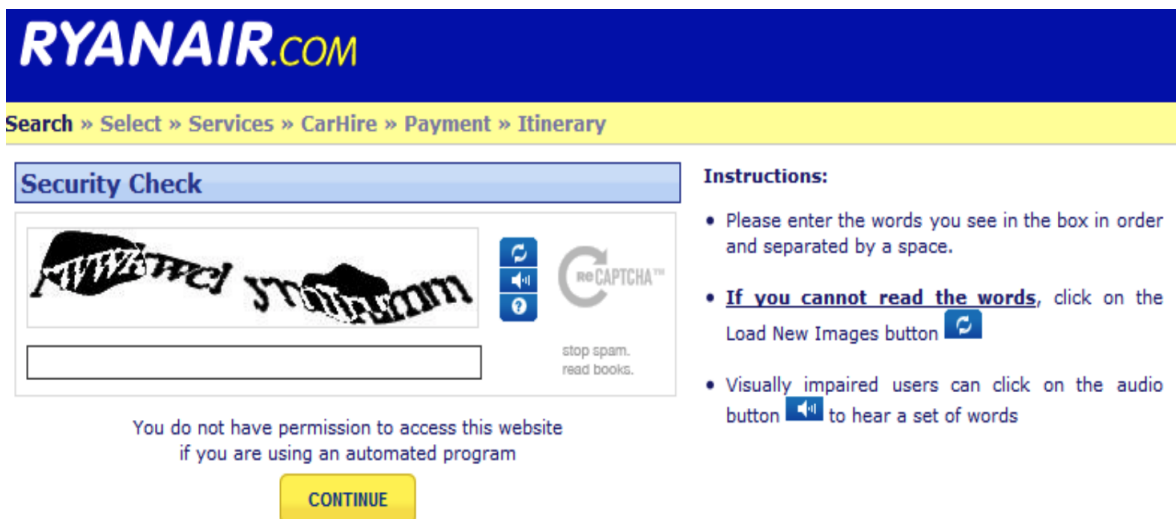 RYANAIR.COM
Search » Select » Services » CarHire » Payment » Itinerary
Security Check
reCAPTCHA™
stop spam.
read books.
You do not have permission to access this website
if you are using an automated program
CONTINUE
Instructions:
• Please enter the words you see in the box in order
and separated by a space.
• If you cannot read the words, click on the
Load New Images button
• Visually impaired users can click on the audio
button to hear a set of words